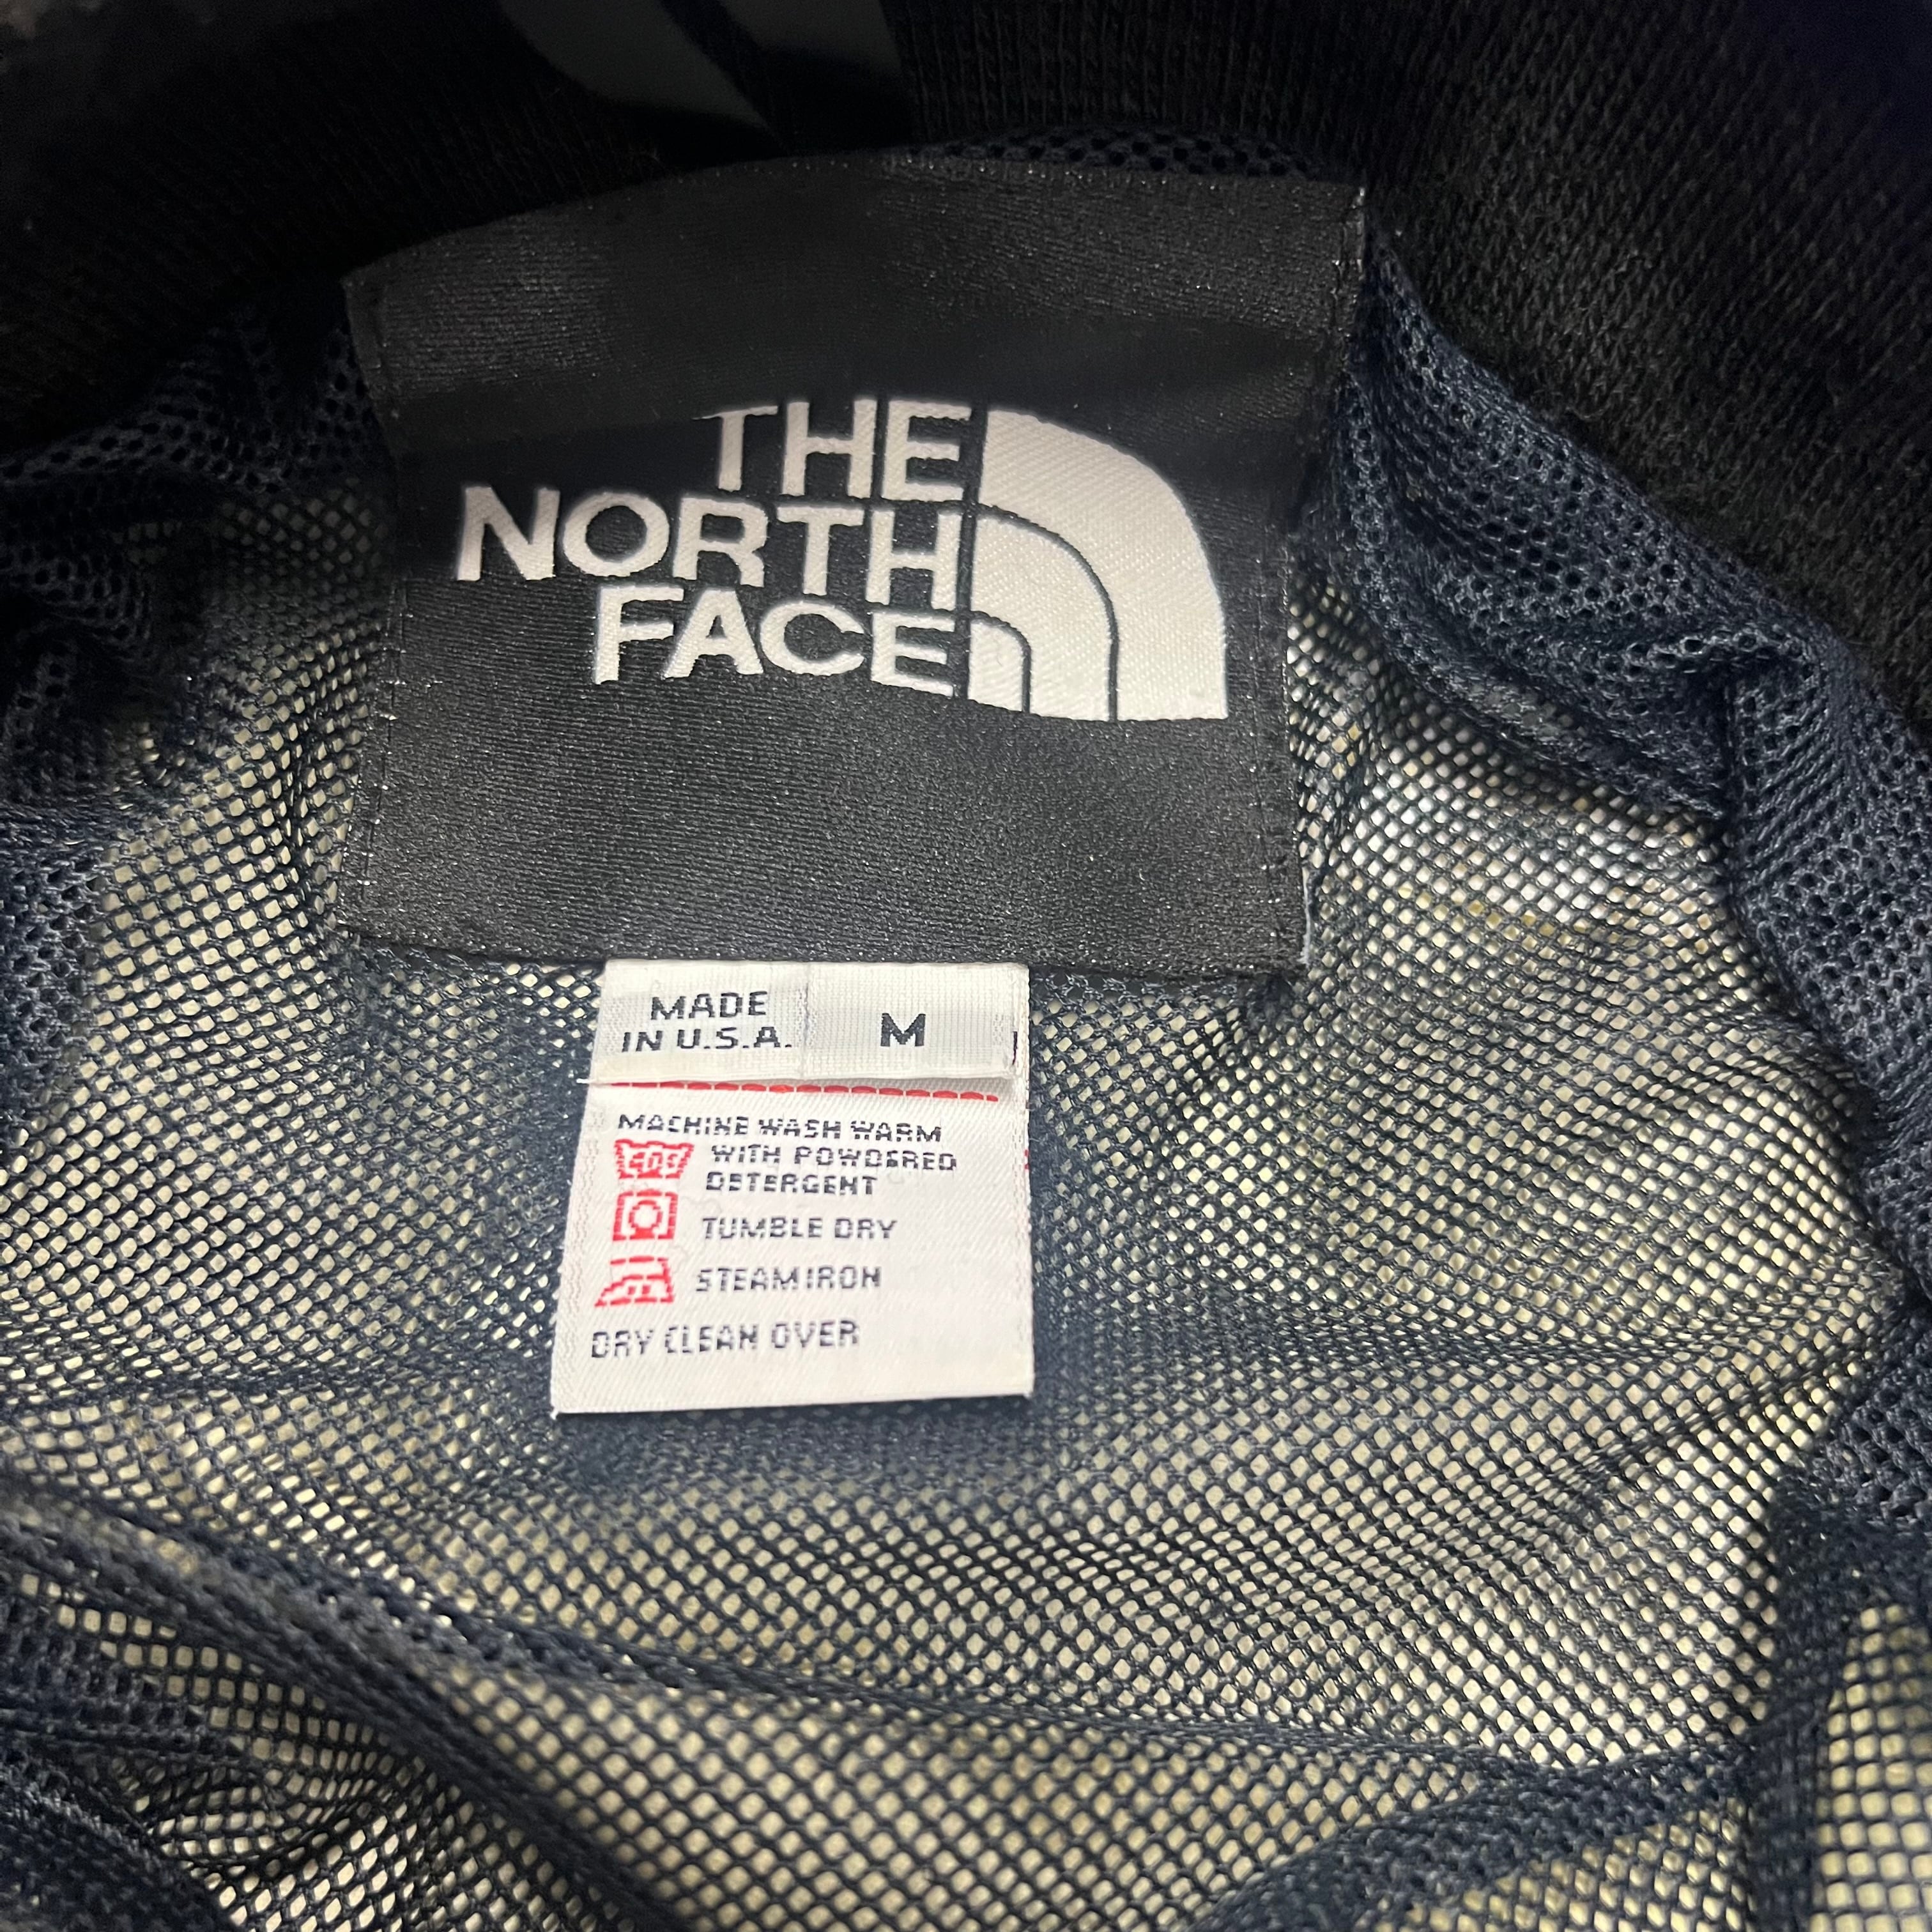 THE
NORTH
FACE
MADE
IN U.S.A.
M
MACHINE WASH WARM
WITH POWDERED
DETERGENT
TUMBLE DRY
STEAM IRON
DRY CLEAN OVER